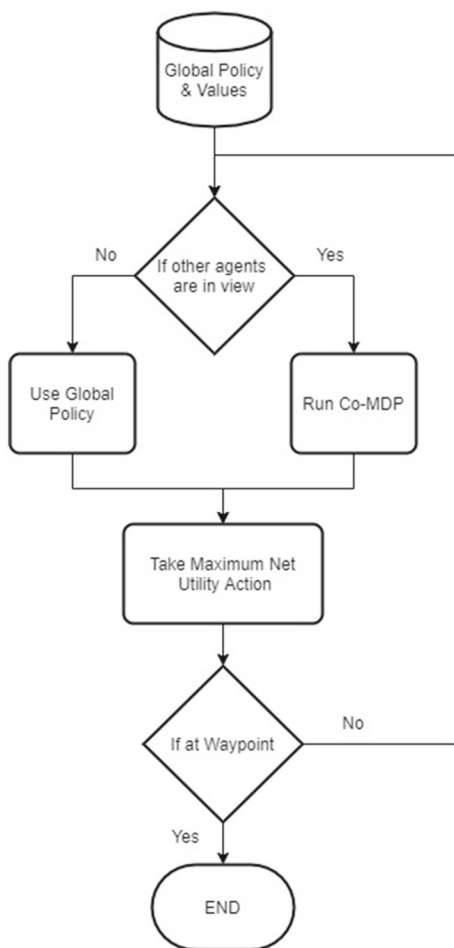 Global Policy
& Values
No
If other agents
are in view
Yes
Use Global
Policy
Run Co-MDP
Take Maximum Net
Utility Action
If at Waypoint
No
Yes
END